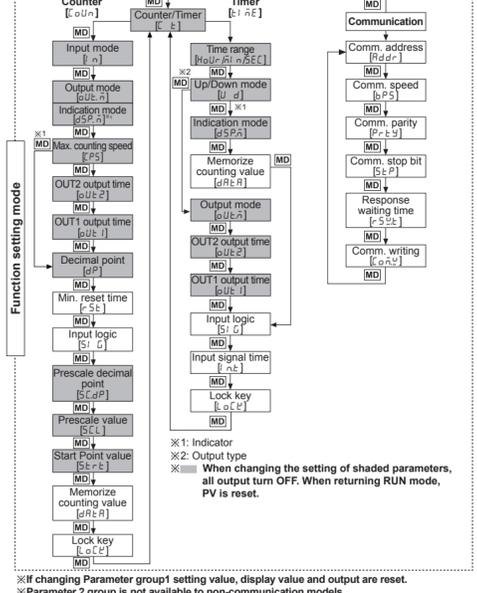 Counter
[CoUn]
MD
Timer
[tImE]
MD
Counter/Timer
[C-t]
MD
MD
Function setting mode
Input mode
[In]
MD
Output mode
[oUt.m]
Indication mode
[dSP.m]※1
MD
※1
MD
Max. counting speed
[CPS]
MD
OUT2 output time
[oUt2]
MD
OUT1 output time
[oUt1]
MD
Decimal point
[dP]
MD
Min. reset time
[rSt]
MD
Input logic
[SIG]
MD
Prescale decimal
point
[SC.dP]
MD
Prescale value
[SCL]
MD
Start Point value
[Strt]
MD
Memorize
counting value
[dAtA]
MD
Lock key
[LoCK]
MD
Time range
[HoUr/mIn/SEC]
※2
MD
MD
Up/Down mode
[U-d]
MD
※1
Indication mode
[dSP.m]
MD
Memorize
counting value
[dAtA]
MD
Output mode
[oUt.m]
MD
OUT2 output time
[oUt2]
MD
OUT1 output time
[oUt1]
MD
Input logic
[SIG]
MD
Input signal time
[In.t]
MD
Lock key
[LoCK]
MD
Communication
Comm. address
[Addr]
MD
Comm. speed
[bPS]
MD
Comm. parity
[PrtY]
MD
Comm. stop bit
[StP]
MD
Response
waiting time
[rSW.t]
MD
Comm. writing
[Com.W]
MD
※1: Indicator
※2: Output type
※ When changing the setting of shaded parameters,
all output turn OFF. When returning RUN mode,
PV is reset.
※If changing Parameter group1 setting value, display value and output are reset.
※Parameter 2 group is not available to non-communication models.